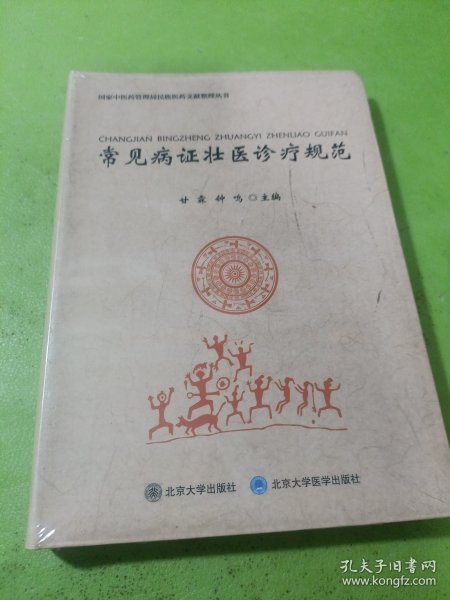 国家中医药管理局民族医药文献整理丛书
CHANGJIAN BINGZHENG ZHUANGYI ZHENLIAO GUIFAN
常见病证壮医诊疗规范
甘霖 钟鸣◎主编
北京大学出版社 北京大学医学出版社
孔夫子旧书网
www.kongfz.com